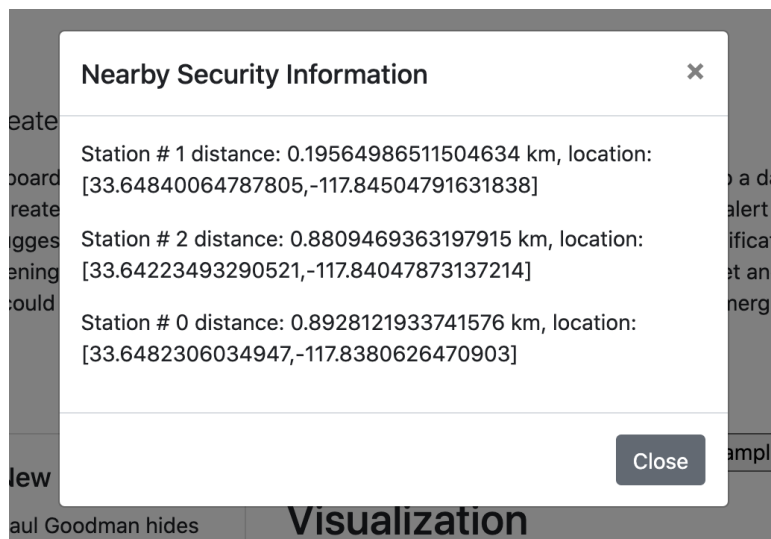 Nearby Security Information ×
Station # 1 distance: 0.19564986511504634 km, location:
[33.64840064787805,-117.84504791631838]
Station # 2 distance: 0.8809469363197915 km, location:
[33.64223493290521,-117.84047873137214]
Station # 0 distance: 0.8928121933741576 km, location:
[33.6482306034947,-117.8380626470903]
Close
aul Goodman hides
Visualization